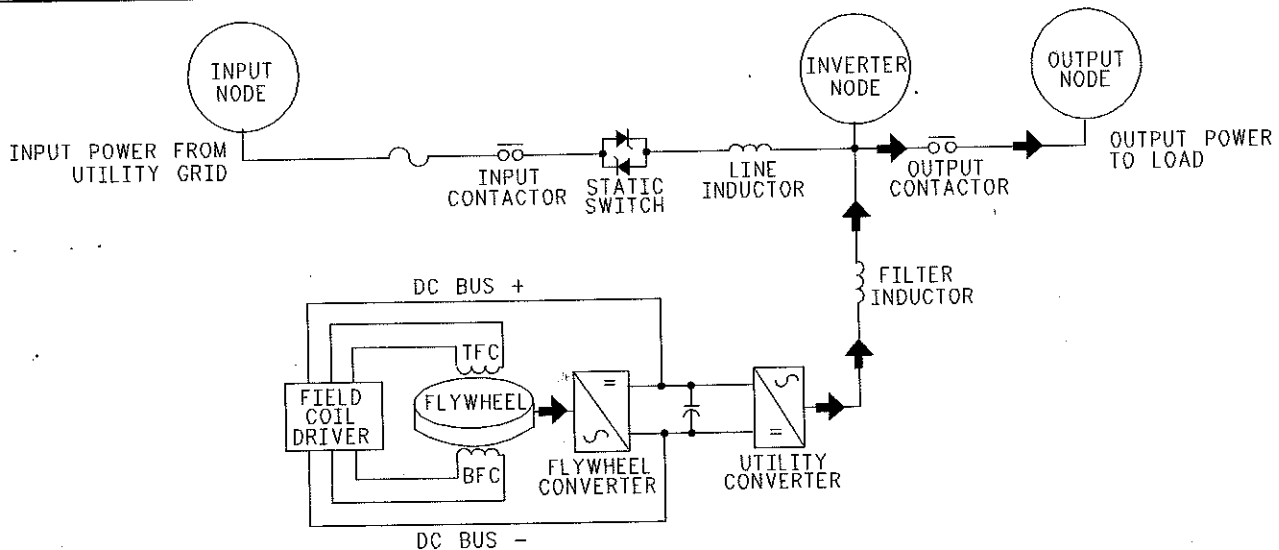 INPUT
NODE
INVERTER
NODE
OUTPUT
NODE
INPUT POWER FROM
UTILITY GRID
INPUT
CONTACTOR
STATIC
SWITCH
LINE
INDUCTOR
OUTPUT
CONTACTOR
OUTPUT POWER
TO LOAD
FILTER
INDUCTOR
DC BUS +
TFC
FIELD
COIL
DRIVER
FLYWHEEL
BFC
FLYWHEEL
CONVERTER
UTILITY
CONVERTER
DC BUS -